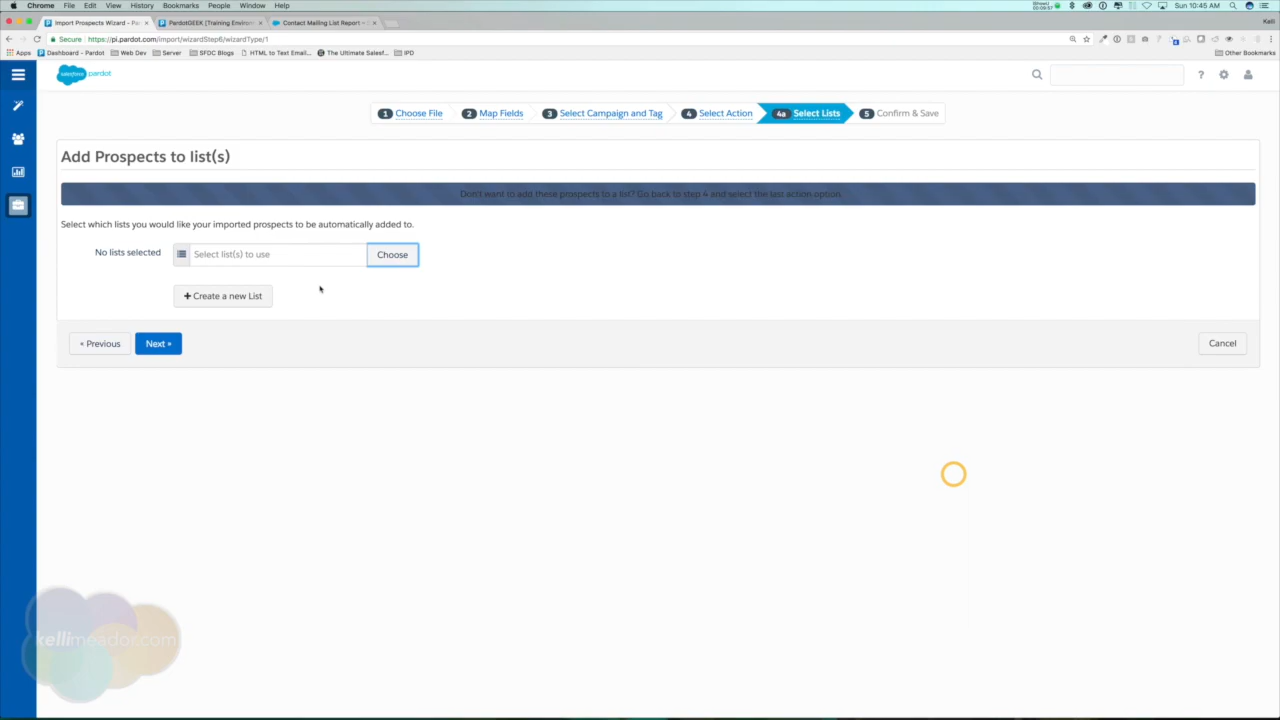 Chrome File Edit View History Bookmarks People Window Help
Sun 10:45 AM
Import Prospects Wizard - Par
PardotGEEK (Training Environ
Contact Mailing List Report ~ S
Kelli
Secure https://pi.pardot.com/import/wizardStep6/wizardType/1
Apps Dashboard - Pardot Web Dev Server SFDC Blogs HTML to Text Email... The Ultimate Salesf... IPD Other Bookmarks
salesforce pardot
1 Choose File 2 Map Fields 3 Select Campaign and Tag 4 Select Action 4a Select Lists 5 Confirm & Save
Add Prospects to list(s)
Don't want to add these prospects to a list? Go back to step 4 and select the last action option.
Select which lists you would like your imported prospects to be automatically added to.
No lists selected Select list(s) to use Choose
+ Create a new List
« Previous Next » Cancel
kellimeador.com